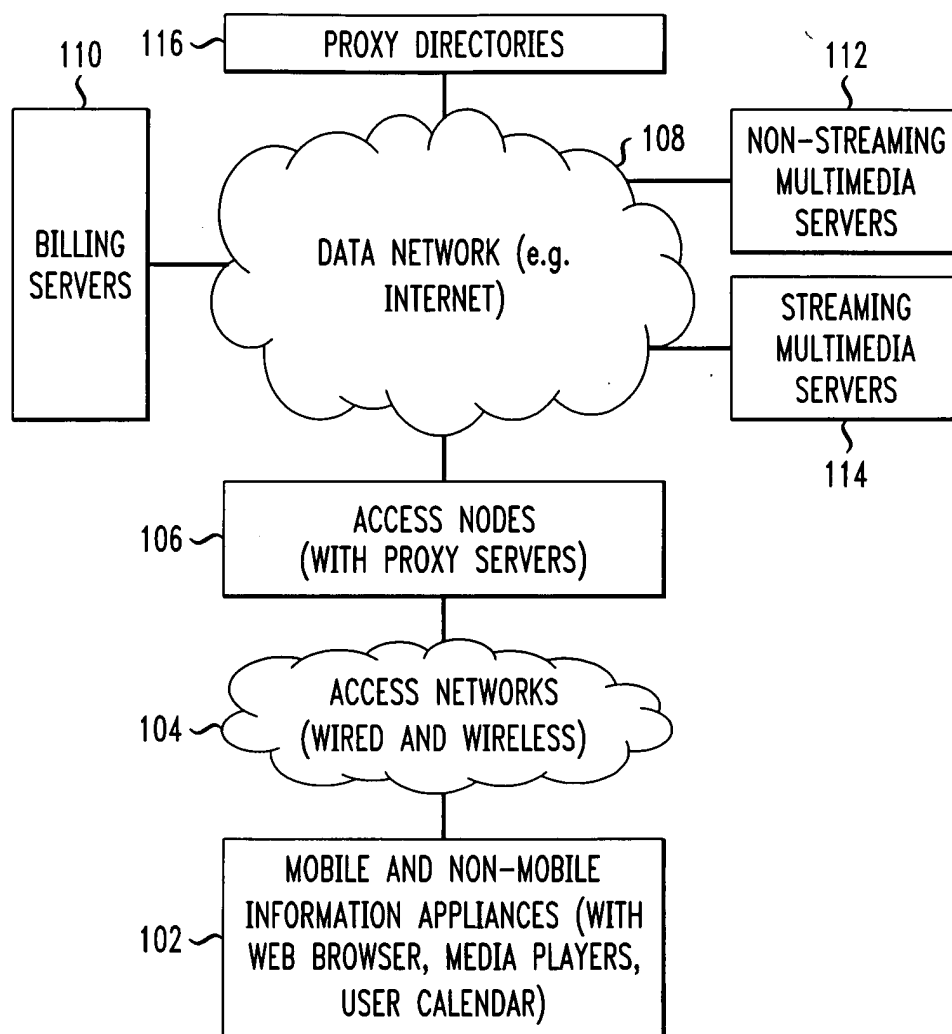 116
PROXY DIRECTORIES
110
112
108
BILLING
SERVERS
DATA NETWORK (e.g.
INTERNET)
NON-STREAMING
MULTIMEDIA
SERVERS
STREAMING
MULTIMEDIA
SERVERS
114
106
ACCESS NODES
(WITH PROXY SERVERS)
104
ACCESS NETWORKS
(WIRED AND WIRELESS)
102
MOBILE AND NON-MOBILE
INFORMATION APPLIANCES (WITH
WEB BROWSER, MEDIA PLAYERS,
USER CALENDAR)